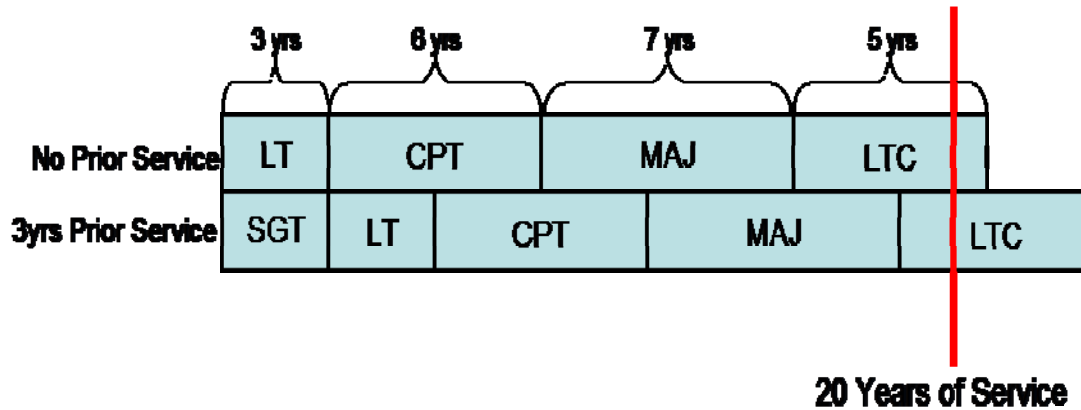 3 yrs 6 yrs 7 yrs 5 yrs
No Prior Service LT CPT MAJ LTC
3yrs Prior Service SGT LT CPT MAJ LTC
20 Years of Service